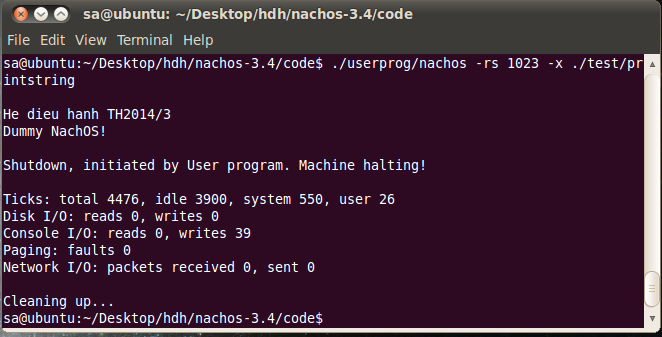 sa@ubuntu: ~/Desktop/hdh/nachos-3.4/code
File Edit View Terminal Help
sa@ubuntu:~/Desktop/hdh/nachos-3.4/code$ ./userprog/nachos -rs 1023 -x ./test/pr
intstring
He dieu hanh TH2014/3
Dummy NachOS!
Shutdown, initiated by User program. Machine halting!
Ticks: total 4476, idle 3900, system 550, user 26
Disk I/O: reads 0, writes 0
Console I/O: reads 0, writes 39
Paging: faults 0
Network I/O: packets received 0, sent 0
Cleaning up...
sa@ubuntu:~/Desktop/hdh/nachos-3.4/code$